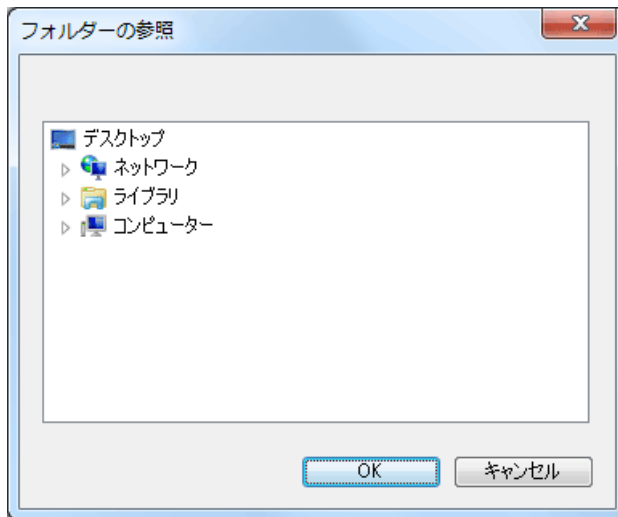 フォルダーの参照
デスクトップ
ネットワーク
ライブラリ
コンピューター
OK
キャンセル